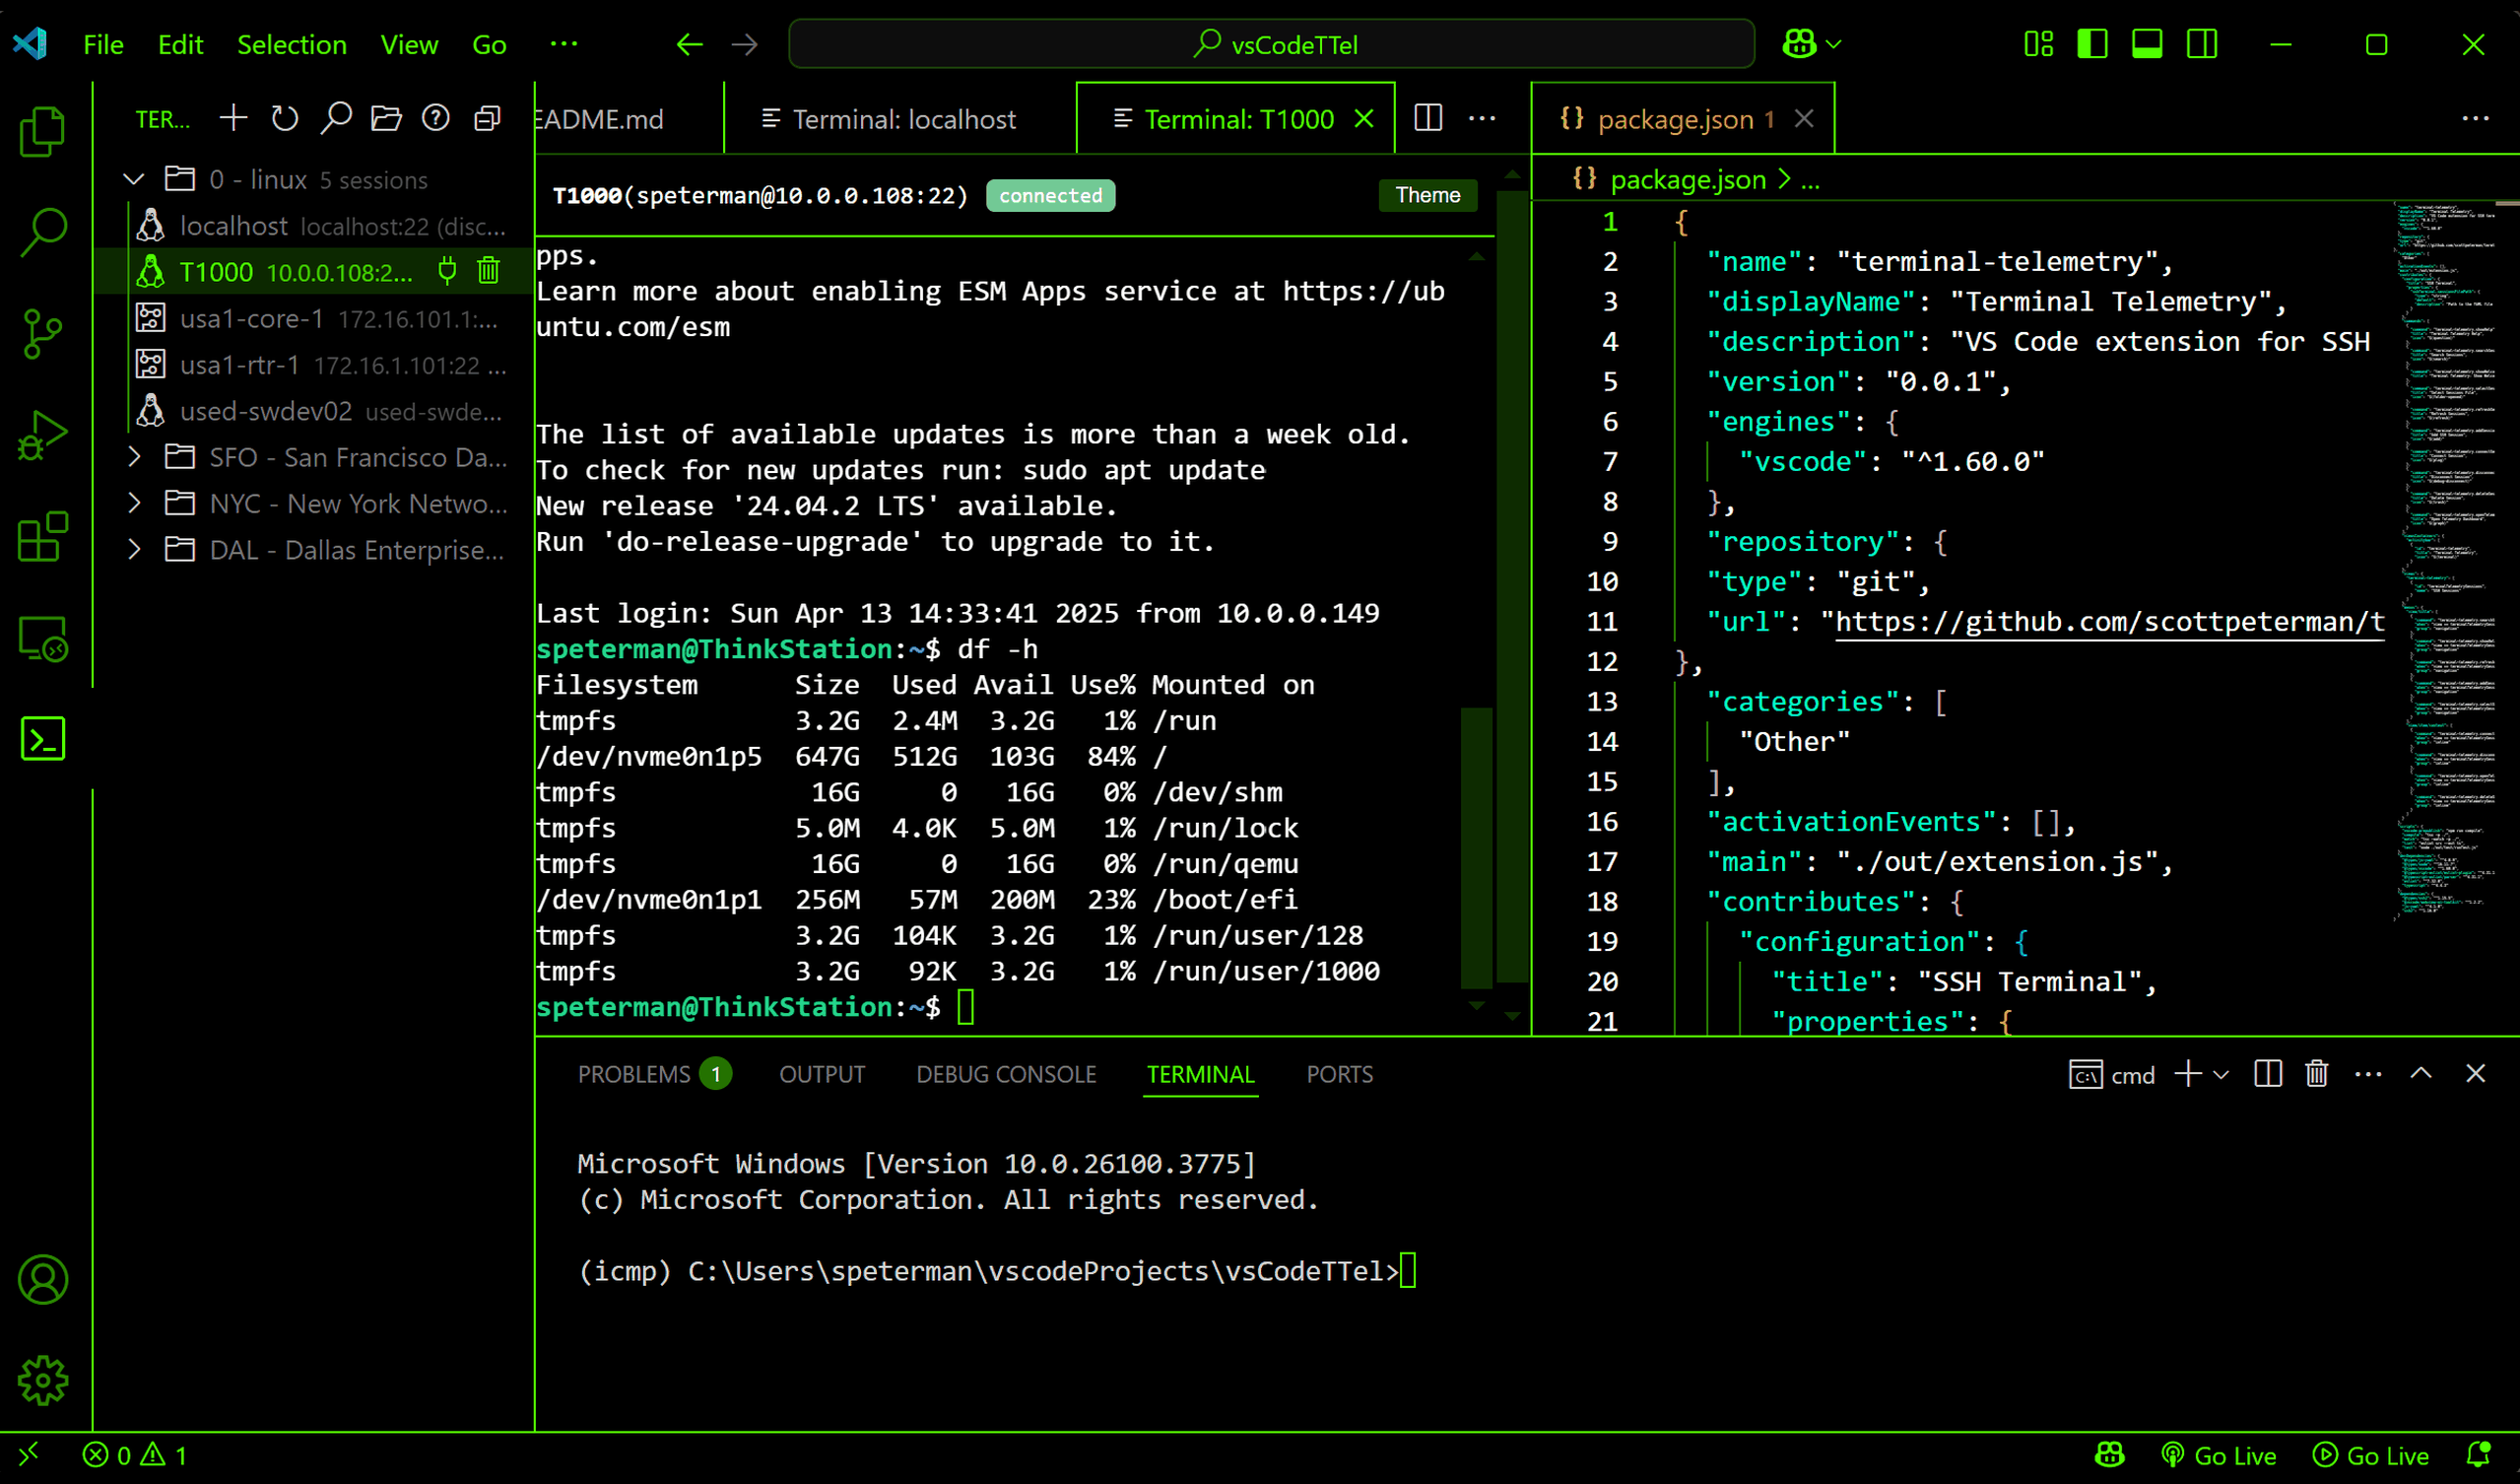 File Edit Selection View Go ··· vsCodeTTel
TER...
0 - linux 5 sessions
localhost localhost:22 (disc...
T1000 10.0.0.108:2...
usa1-core-1 172.16.101.1:...
usa1-rtr-1 172.16.1.101:22 ...
used-swdev02 used-swde...
SFO - San Francisco Da...
NYC - New York Netwo...
DAL - Dallas Enterprise...
EADME.md Terminal: localhost Terminal: T1000
T1000(speterman@10.0.0.108:22) connected Theme
pps.
Learn more about enabling ESM Apps service at https://ub
untu.com/esm
The list of available updates is more than a week old.
To check for new updates run: sudo apt update
New release '24.04.2 LTS' available.
Run 'do-release-upgrade' to upgrade to it.
Last login: Sun Apr 13 14:33:41 2025 from 10.0.0.149
speterman@ThinkStation:~$ df -h
Filesystem Size Used Avail Use% Mounted on
tmpfs 3.2G 2.4M 3.2G 1% /run
/dev/nvme0n1p5 647G 512G 103G 84% /
tmpfs 16G 0 16G 0% /dev/shm
tmpfs 5.0M 4.0K 5.0M 1% /run/lock
tmpfs 16G 0 16G 0% /run/qemu
/dev/nvme0n1p1 256M 57M 200M 23% /boot/efi
tmpfs 3.2G 104K 3.2G 1% /run/user/128
tmpfs 3.2G 92K 3.2G 1% /run/user/1000
speterman@ThinkStation:~$
{} package.json 1
{} package.json > ...
1 {
2 "name": "terminal-telemetry",
3 "displayName": "Terminal Telemetry",
4 "description": "VS Code extension for SSH
5 "version": "0.0.1",
6 "engines": {
7 "vscode": "^1.60.0"
8 },
9 "repository": {
10 "type": "git",
11 "url": "https://github.com/scottpeterman/t
12 },
13 "categories": [
14 "Other"
15 ],
16 "activationEvents": [],
17 "main": "./out/extension.js",
18 "contributes": {
19 "configuration": {
20 "title": "SSH Terminal",
21 "properties": {
PROBLEMS 1 OUTPUT DEBUG CONSOLE TERMINAL PORTS cmd
Microsoft Windows [Version 10.0.26100.3775]
(c) Microsoft Corporation. All rights reserved.
(icmp) C:\Users\speterman\vscodeProjects\vsCodeTTel>
0 1 Go Live Go Live